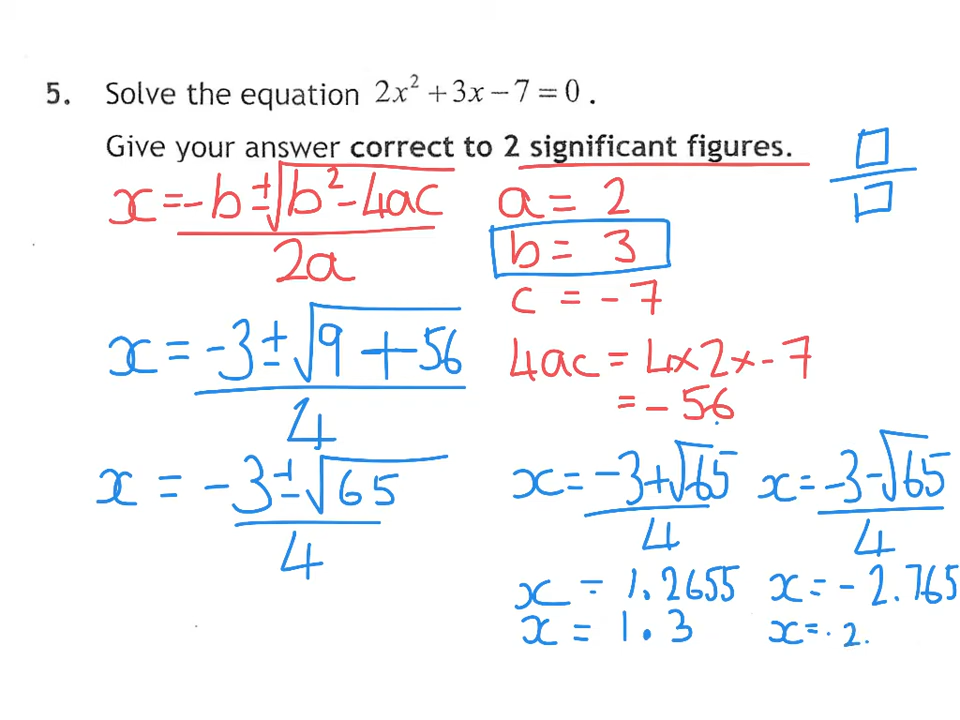 5. Solve the equation 2x² + 3x − 7 = 0 .
Give your answer correct to 2 significant figures.
x = -b ± √b² - 4ac
2a
a = 2
b = 3
c = -7
x = -3 ± √9 + 56
4
4ac = 4 x 2 x - 7
= - 56
x = -3 ± √65
4
x = -3 + √65
4
x = -3 - √65
4
x = 1.2655
x = 1.3
x = - 2.765
x = - 2.